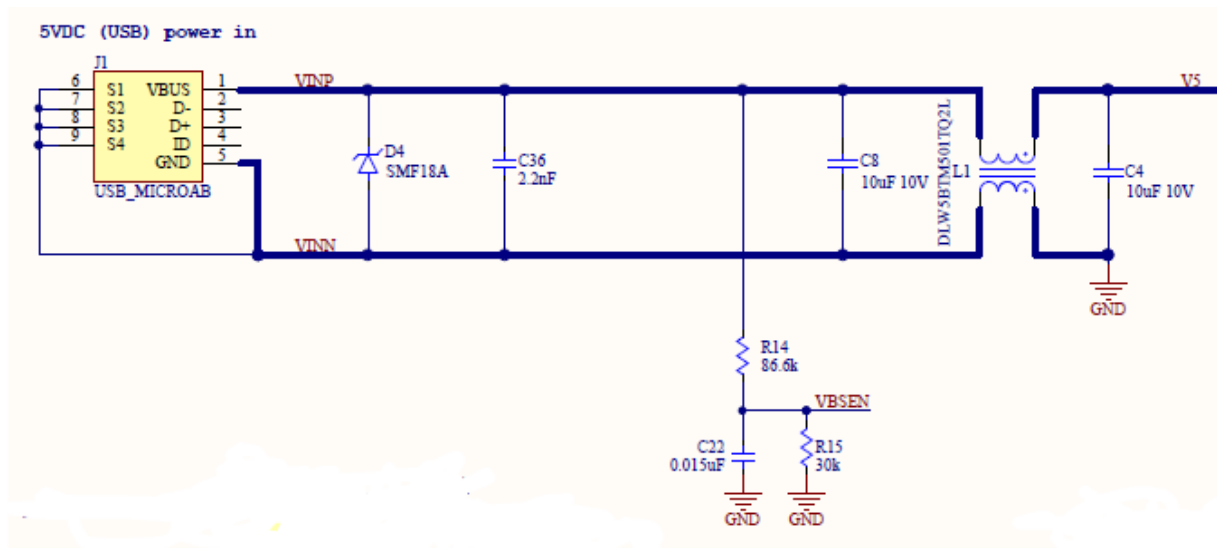 5VDC (USB) power in
J1
6 S1 VBUS 1
7 S2 D- 2
8 S3 D+ 3
9 S4 ID 4
GND 5
USB_MICROAB
VINP
VINN
D4
SMF18A
C36
2.2nF
C8
10uF 10V
DLW5BTM501TQ2L
L1
V5
C4
10uF 10V
GND
R14
86.6k
VBSEN
C22
0.015uF
R15
30k
GND
GND